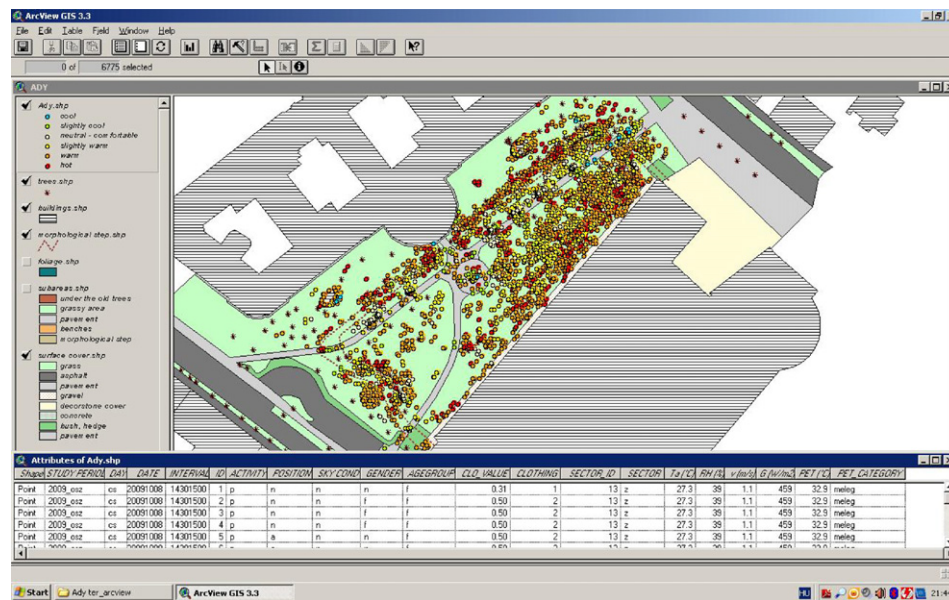 ArcView GIS 3.3
File Edit Table Field Window Help
0 of 6775 selected
ADY
Ady.shp
cool
slightly cool
neutral - comfortable
slightly warm
warm
hot
trees.shp
buildings.shp
morphological step.shp
foliage.shp
subareas.shp
under the old trees
grassy area
pavement
benches
morphological step
surface cover.shp
grass
asphalt
pavement
gravel
decorstone cover
concrete
bush, hedge
pavement
Attributes of Ady.shp
Shape STUDY PERIOD DAY DATE INTERVAL ID ACTIVITY POSITION SKY COND GENDER AGEGROUP CLO_VALUE CLOTHING SECTOR_ID SECTOR Ta (°C) RH (%) v (m/s) G (W/m2) PET (°C) PET_CATEGORY
Point 2009_osz cs 20091008 14301500 1 p n n n f 0.31 1 13 z 27.3 39 1.1 459 32.9 meleg
Point 2009_osz cs 20091008 14301500 2 p n n f f 0.50 2 13 z 27.3 39 1.1 459 32.9 meleg
Point 2009_osz cs 20091008 14301500 3 p n n f f 0.50 2 13 z 27.3 39 1.1 459 32.9 meleg
Point 2009_osz cs 20091008 14301500 4 p n n f f 0.50 2 13 z 27.3 39 1.1 459 32.9 meleg
Point 2009_osz cs 20091008 14301500 5 p a n n f 0.50 2 13 z 27.3 39 1.1 459 32.9 meleg
Start Ady ter_arcview ArcView GIS 3.3 HU